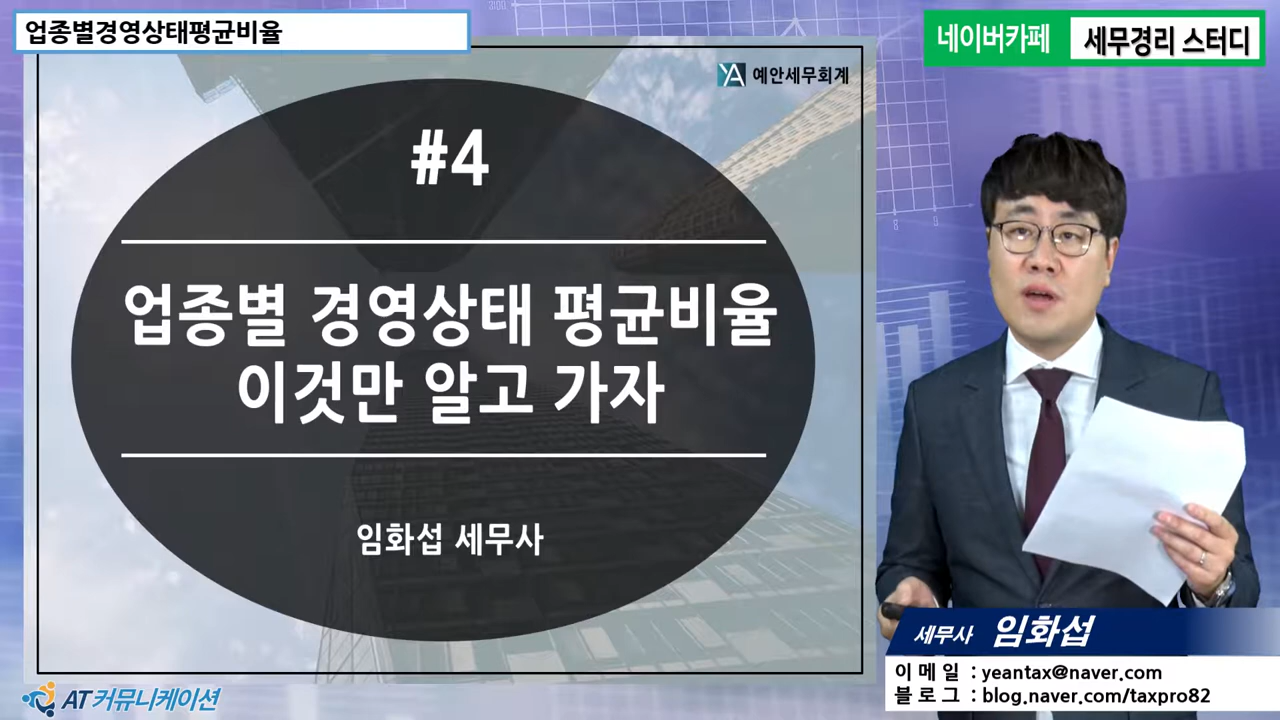 업종별경영상태평균비율
네이버카페 세무경리 스터디
YA 예안세무회계
#4
업종별 경영상태 평균비율
이것만 알고 가자
임화섭 세무사
8 9
세무사 임화섭
이 메 일 : yeantax@naver.com
블 로 그 : blog.naver.com/taxpro82
AT커뮤니케이션